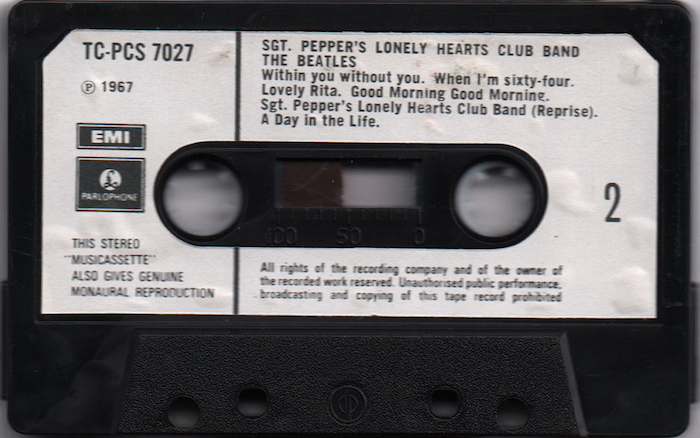 TC-PCS 7027
℗ 1967
EMI
PARLOPHONE
THIS STEREO
"MUSICASSETTE"
ALSO GIVES GENUINE
MONAURAL REPRODUCTION
SGT. PEPPER'S LONELY HEARTS CLUB BAND
THE BEATLES
Within you without you. When I'm sixty-four.
Lovely Rita. Good Morning Good Morning.
Sgt. Pepper's Lonely Hearts Club Band (Reprise).
A Day in the Life.
100 50 0
2
All rights of the recording company and of the owner of
the recorded work reserved. Unauthorised public performance,
broadcasting and copying of this tape record prohibited